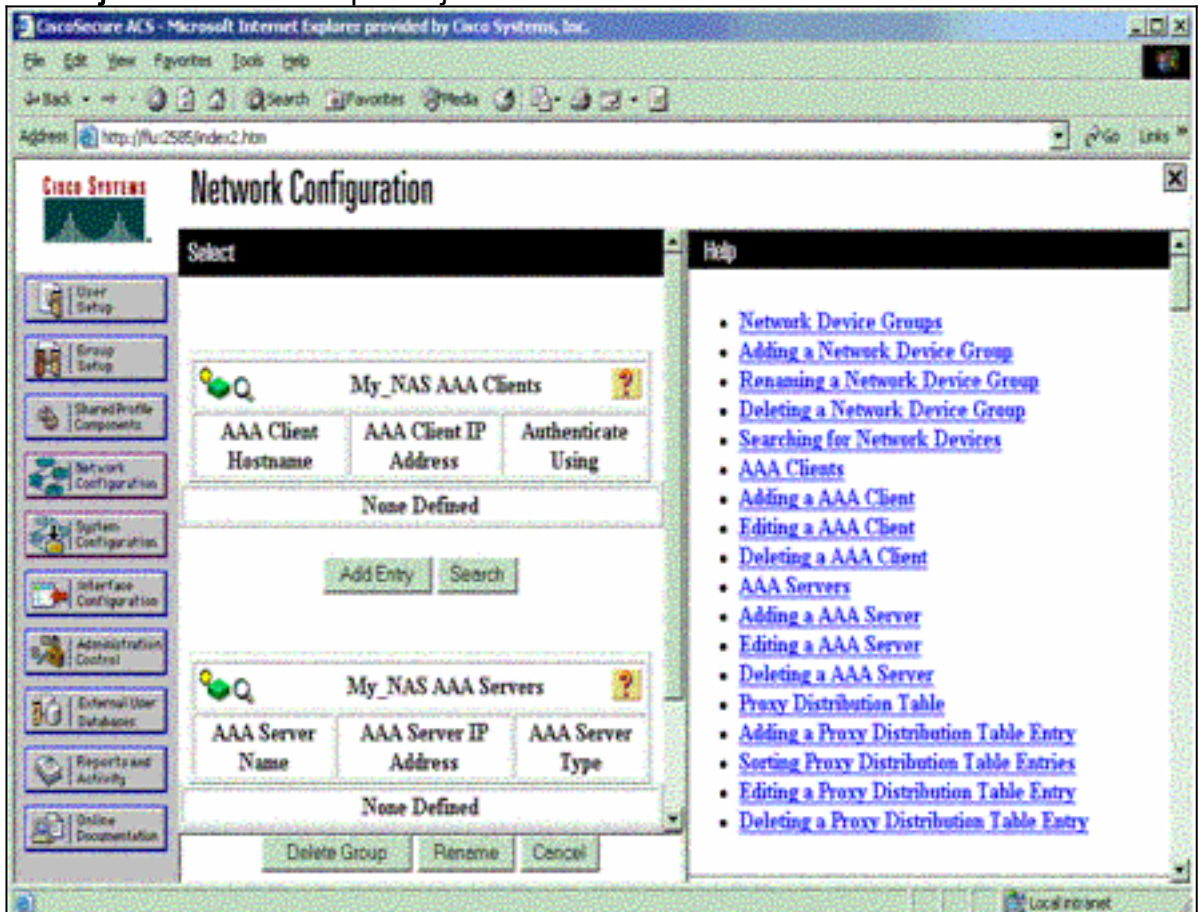 CiscoSecure ACS - Microsoft Internet Explorer provided by Cisco Systems, Inc.
File Edit View Favorites Tools Help
Back Search Favorites Media
Address http://flu:2585/index2.htm Go Links »
CISCO SYSTEMS
Network Configuration
Select
Help
User
Setup
Group
Setup
Shared Profile
Components
Network
Configuration
System
Configuration
Interface
Configuration
Administration
Control
External User
Databases
Reports and
Activity
Online
Documentation
My_NAS AAA Clients
AAA Client Hostname
AAA Client IP Address
Authenticate Using
None Defined
Add Entry Search
My_NAS AAA Servers
AAA Server Name
AAA Server IP Address
AAA Server Type
None Defined
Delete Group Rename Cancel
Network Device Groups
Adding a Network Device Group
Renaming a Network Device Group
Deleting a Network Device Group
Searching for Network Devices
AAA Clients
Adding a AAA Client
Editing a AAA Client
Deleting a AAA Client
AAA Servers
Adding a AAA Server
Editing a AAA Server
Deleting a AAA Server
Proxy Distribution Table
Adding a Proxy Distribution Table Entry
Sorting Proxy Distribution Table Entries
Editing a Proxy Distribution Table Entry
Deleting a Proxy Distribution Table Entry
Local intranet